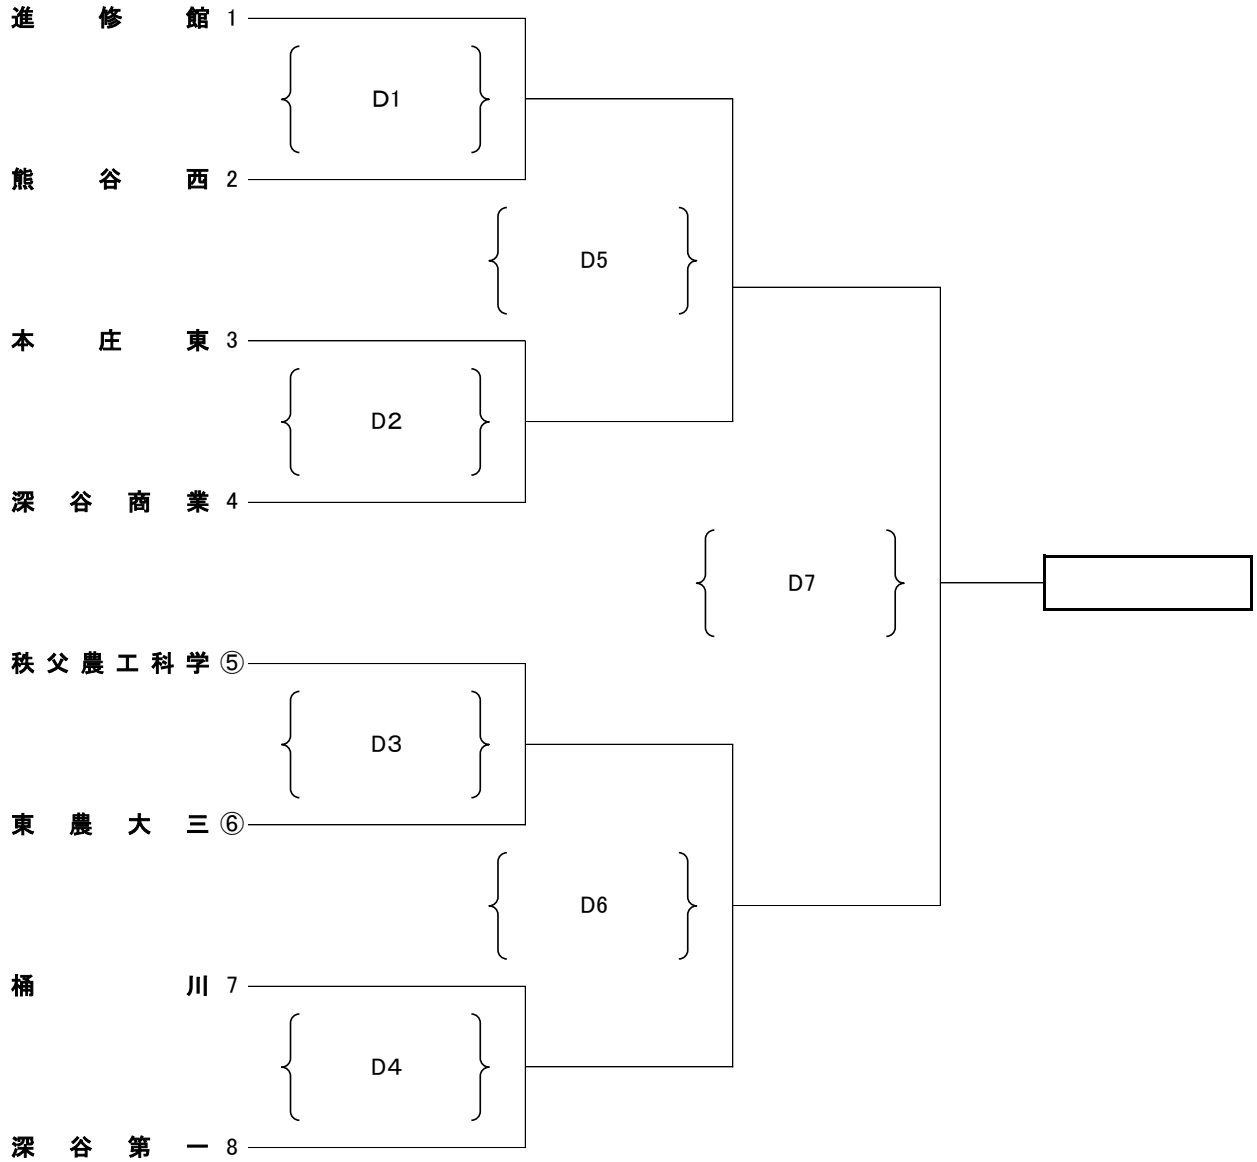 進修館 1
D1
熊谷西 2
D5
本庄東 3
D2
深谷商業 4
D7
秩父農工科学 ⑤
D3
東農大三 ⑥
D6
桶川 7
D4
深谷第一 8